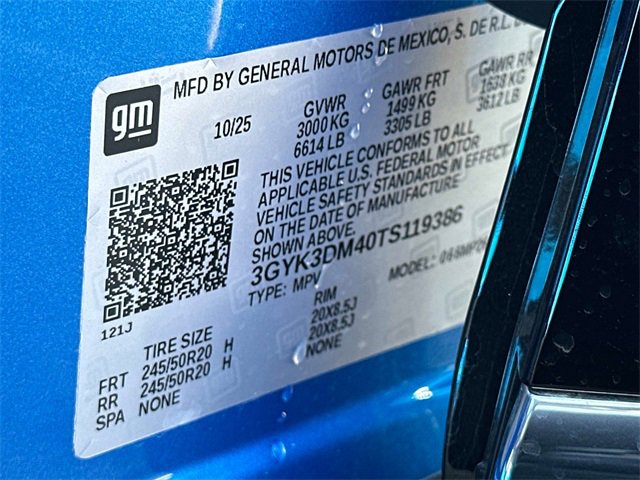 MFD BY GENERAL MOTORS DE MEXICO, S. DE R.L.
gm
10/25
GVWR GAWR FRT GAWR RR
3000 KG 1499 KG 1638 KG
6614 LB 3305 LB 3612 LB
THIS VEHICLE CONFORMS TO ALL
APPLICABLE U.S. FEDERAL MOTOR
VEHICLE SAFETY STANDARDS IN EFFECT
ON THE DATE OF MANUFACTURE
SHOWN ABOVE.
3GYK3DM40TS119386
TYPE: MPV MODEL:
121J
TIRE SIZE RIM
FRT 245/50R20 H 20X8.5J
RR 245/50R20 H 20X8.5J
SPA NONE NONE